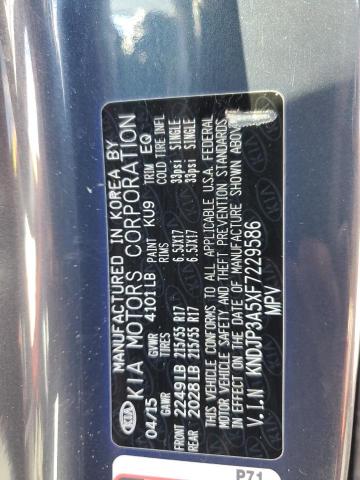 MANUFACTURED IN KOREA BY
KIA KIA MOTORS CORPORATION
04/15 4101LB KU9 EQ
GVWR PAINT TRIM
GAWR TIRES RIMS COLD TIRE INFL
FRONT 2249LB 215/55 R17 6.5JX17 33psi SINGLE
REAR 2028LB 215/55 R17 6.5JX17 33psi SINGLE
THIS VEHICLE CONFORMS TO ALL APPLICABLE U.S.A. FEDERAL
MOTOR VEHICLE SAFETY AND THEFT PREVENTION STANDARDS
IN EFFECT ON THE DATE OF MANUFACTURE SHOWN ABOVE
V.I.N KNDJP3A5XF7229586
MPV
P71